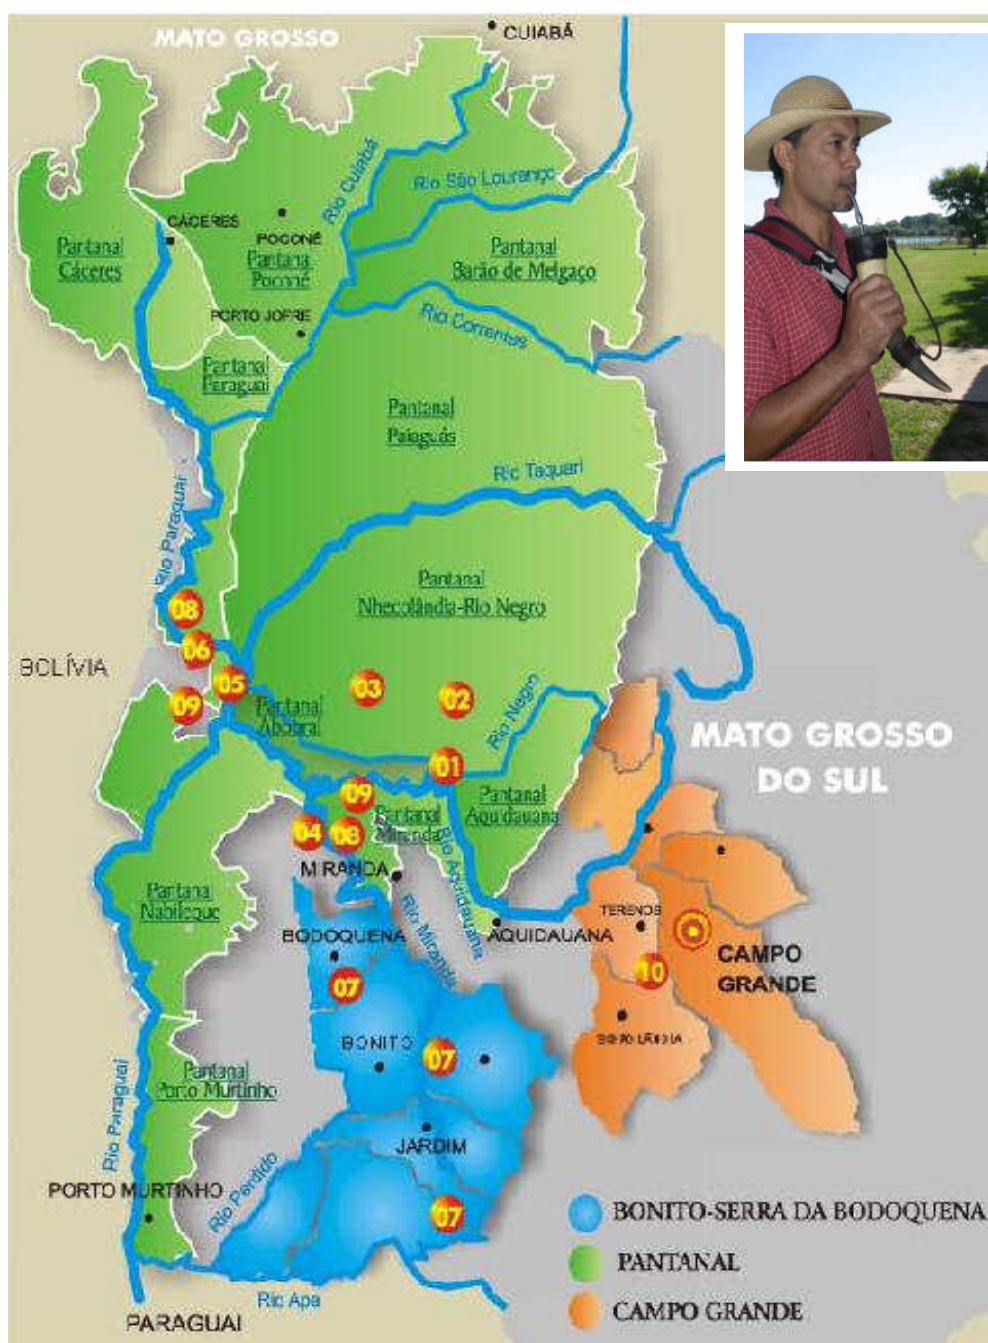 MATO GROSSO
CUIABÁ
Rio Cuiabá
Rio São Lourenço
CÁCERES
POCONÉ
Pantanal
Cáceres
Pantana
Poconé
Pantanal
Barão de Melgaço
PORTO JOFRE
Rio Correntes
Pantanal
Paraguai
Pantanal
Paiaguás
Rio Taquari
Rio Paraguai
Pantanal
Nhecolândia-Rio Negro
08
06
BOLÍVIA
05
03
02
09
Pantanal
Abobral
Rio Negro
MATO GROSSO
DO SUL
01
09
Pantanal
Aquidauana
Pantanal
Miranda
04
08
MIRANDA
Rio Aquidauana
Pantanal
Nabileque
Rio Miranda
TERENOS
BODOQUENA
AQUIDAUANA
CAMPO
GRANDE
07
10
BONITO
07
Pantanal
Porto Murtinho
Rio Paraguai
JARDIM
Rio Perdido
PORTO MURTINHO
07
BONITO-SERRA DA BODOQUENA
PANTANAL
Rio Apa
CAMPO GRANDE
PARAGUAI